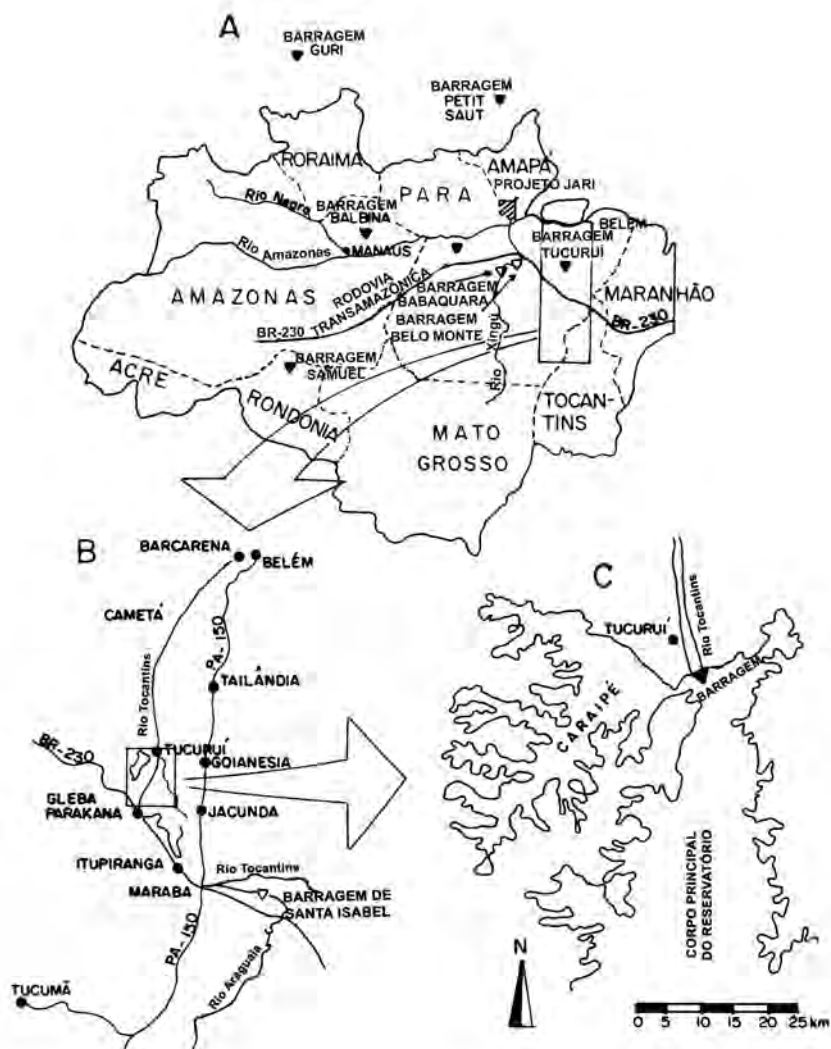 A
BARRAGEM
GURI
BARRAGEM
PETIT
SAUT
RORAIMA
AMAPÁ
PROJETO JARI
PARA
Rio Negro
BARRAGEM
BALBINA
BELÉM
MANAUS
Rio Amazonas
BARRAGEM
TUCURUÍ
AMAZONAS
RODOVIA
TRANSAMAZÔNICA
BARRAGEM
BABAQUARA
MARANHÃO
BR-230
BR-230
BARRAGEM
BELO MONTE
Rio Xingu
BARRAGEM
SAMUEL
ACRE
RONDONIA
TOCAN-
TINS
MATO
GROSSO
B
BARCARENA
BELÉM
CAMETÁ
PA-150
Rio Tocantins
TAILÂNDIA
BR-230
TUCURUÍ
GOIANESIA
GLEBA
PARAKANA
JACUNDA
ITUPIRANGA
Rio Tocantins
MARABA
BARRAGEM DE
SANTA ISABEL
PA-150
Rio Araguaia
TUCUMÃ
C
TUCURUÍ
Rio Tocantins
BARRAGEM
CARAIPÉ
CORPO PRINCIPAL
DO RESERVATÓRIO
N
0 5 10 15 20 25 km